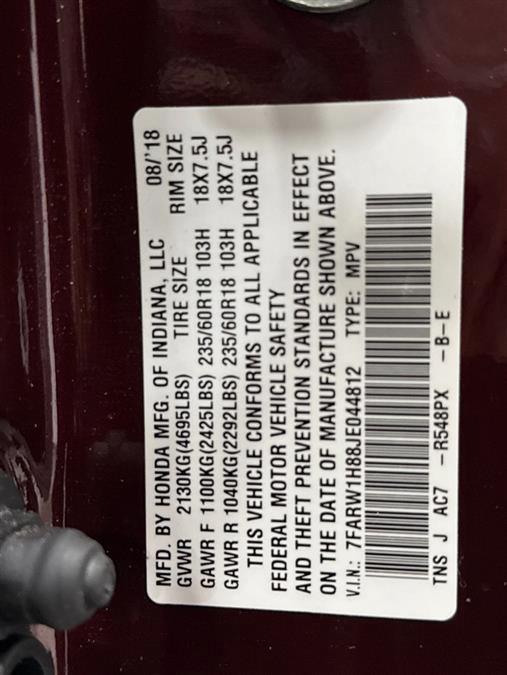 MFD. BY HONDA MFG. OF INDIANA, LLC 08/'18
GVWR 2130KG(4695LBS) TIRE SIZE RIM SIZE
GAWR F 1100KG(2425LBS) 235/60R18 103H 18X7.5J
GAWR R 1040KG(2292LBS) 235/60R18 103H 18X7.5J
THIS VEHICLE CONFORMS TO ALL APPLICABLE
FEDERAL MOTOR VEHICLE SAFETY
AND THEFT PREVENTION STANDARDS IN EFFECT
ON THE DATE OF MANUFACTURE SHOWN ABOVE.
V.I.N.: 7FARW1H88JE044812 TYPE: MPV
TNS J AC7 -R548PX -B-E